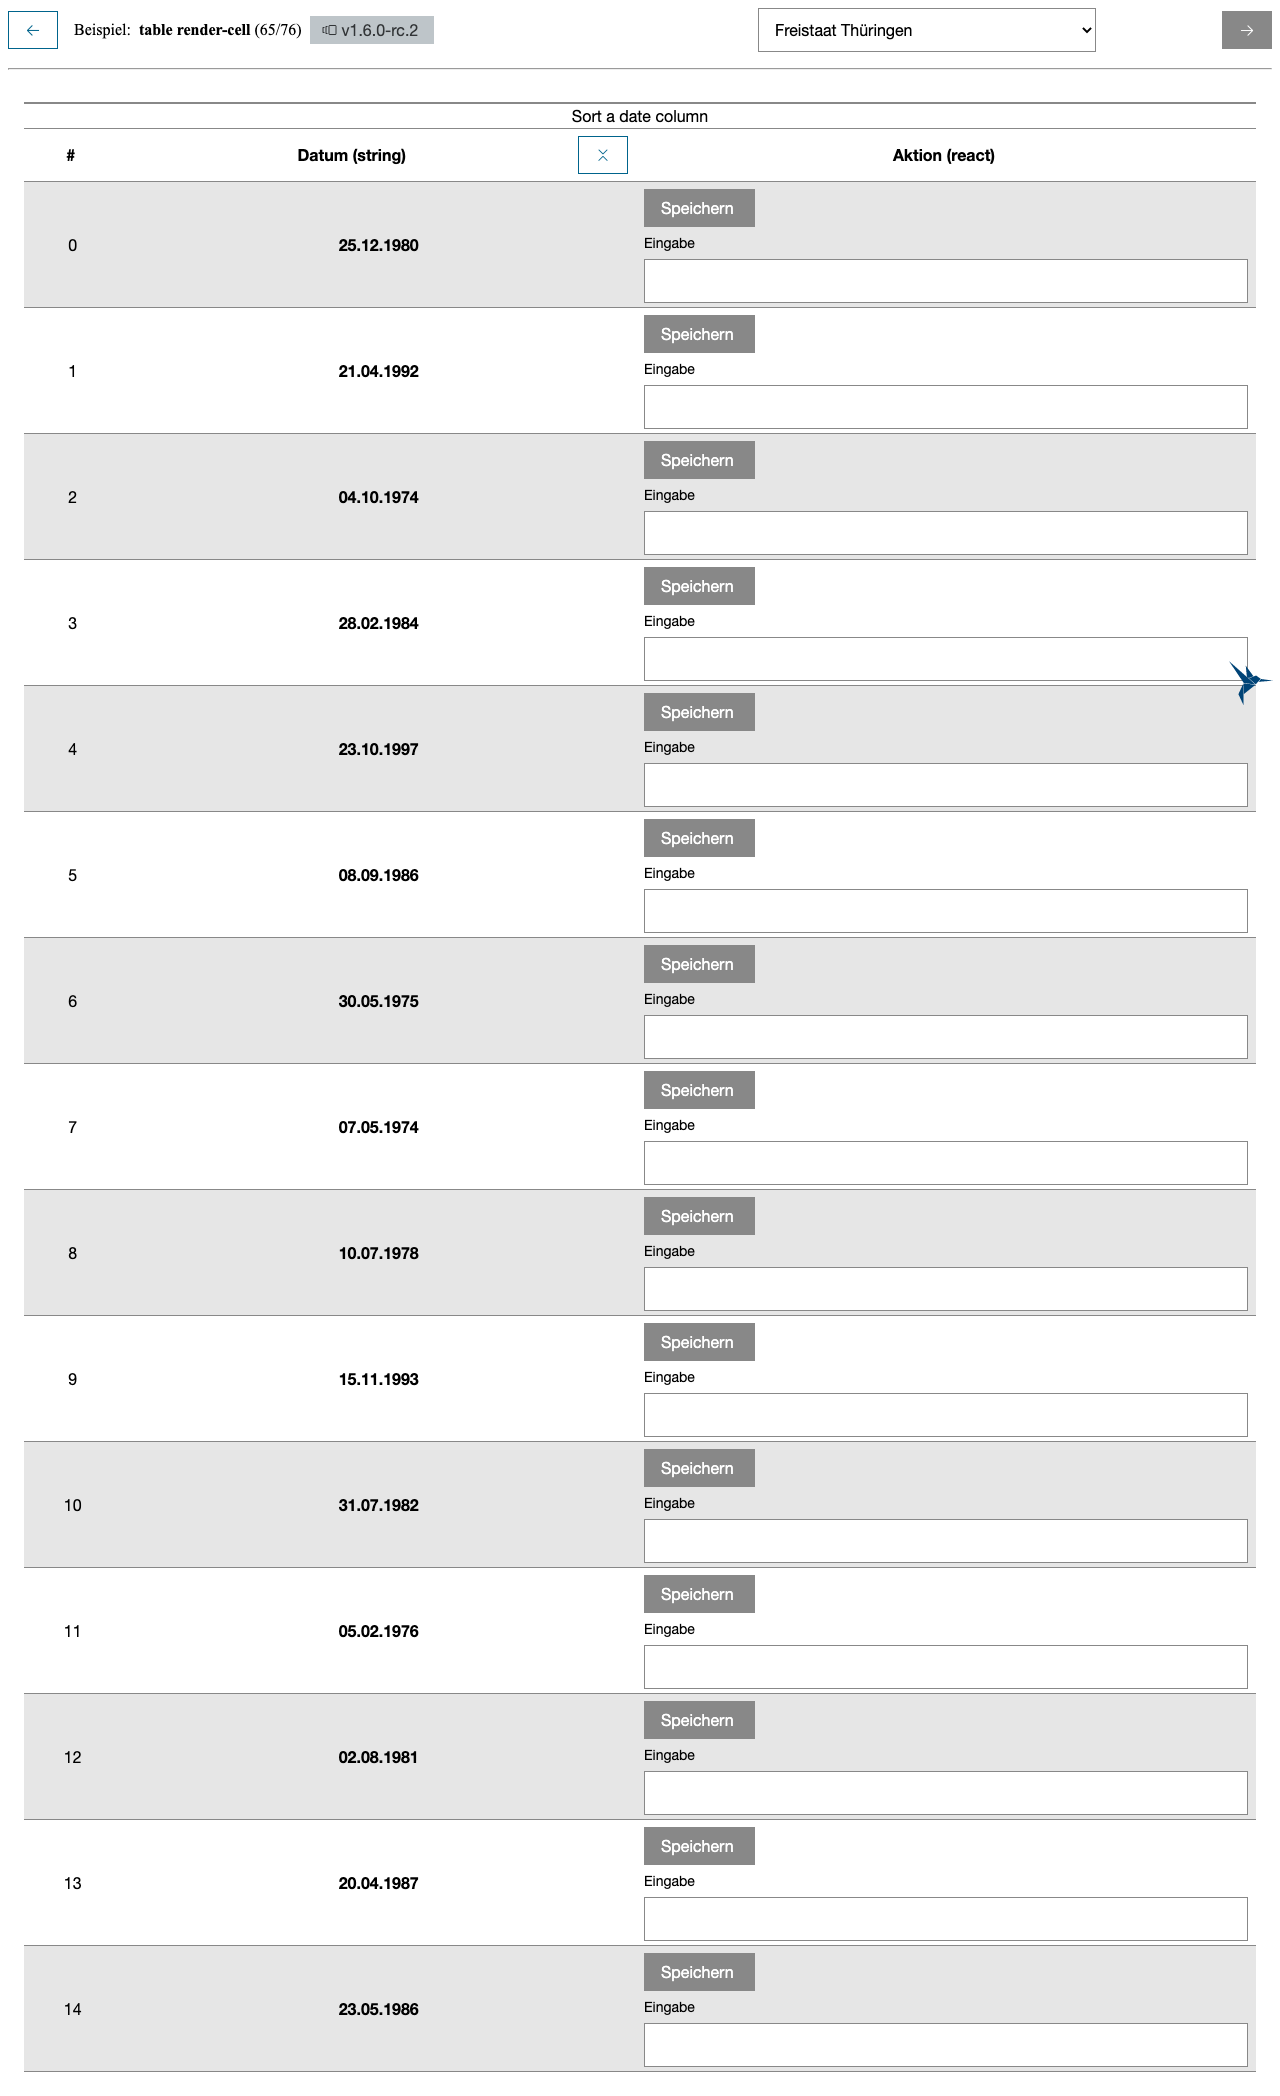 Beispiel: table render-cell (65/76) v1.6.0-rc.2 Freistaat Thüringen
Sort a date column
# Datum (string) Aktion (react)
Speichern
0 25.12.1980 Eingabe
Speichern
1 21.04.1992 Eingabe
Speichern
2 04.10.1974 Eingabe
Speichern
3 28.02.1984 Eingabe
Speichern
4 23.10.1997 Eingabe
Speichern
5 08.09.1986 Eingabe
Speichern
6 30.05.1975 Eingabe
Speichern
7 07.05.1974 Eingabe
Speichern
8 10.07.1978 Eingabe
Speichern
9 15.11.1993 Eingabe
Speichern
10 31.07.1982 Eingabe
Speichern
11 05.02.1976 Eingabe
Speichern
12 02.08.1981 Eingabe
Speichern
13 20.04.1987 Eingabe
Speichern
14 23.05.1986 Eingabe